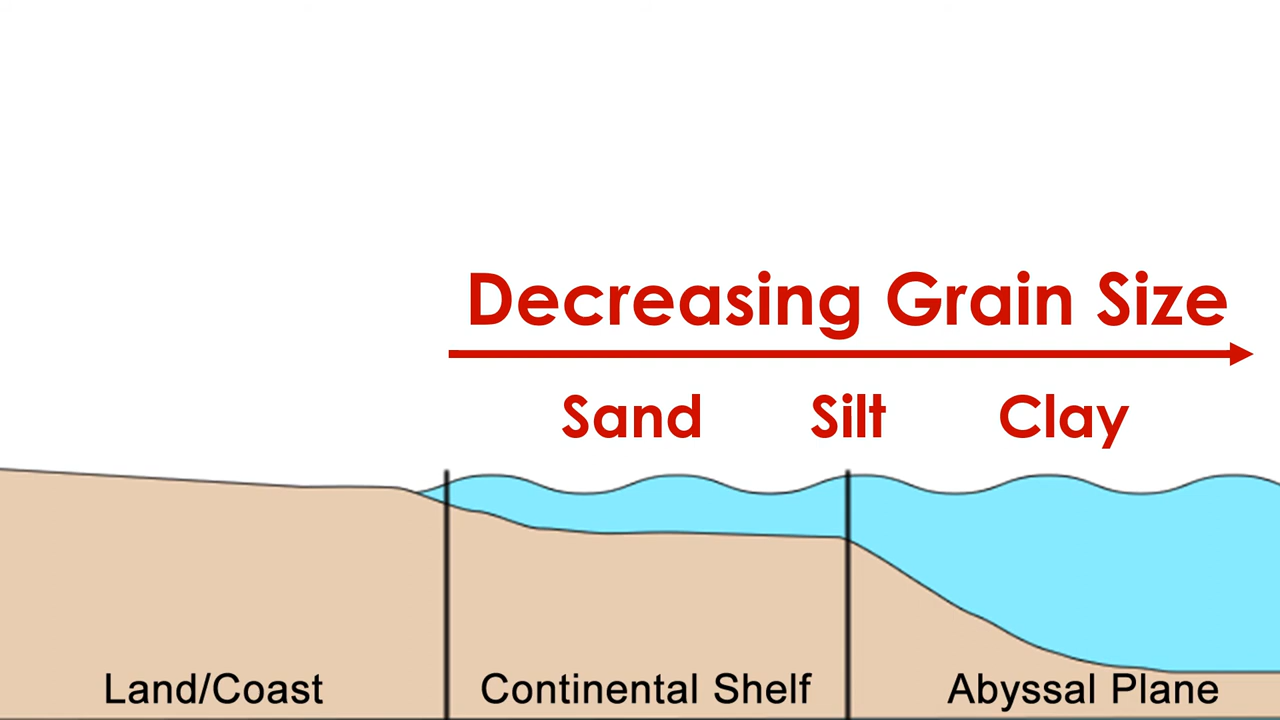 Decreasing Grain Size
Sand Silt Clay
Land/Coast Continental Shelf Abyssal Plane